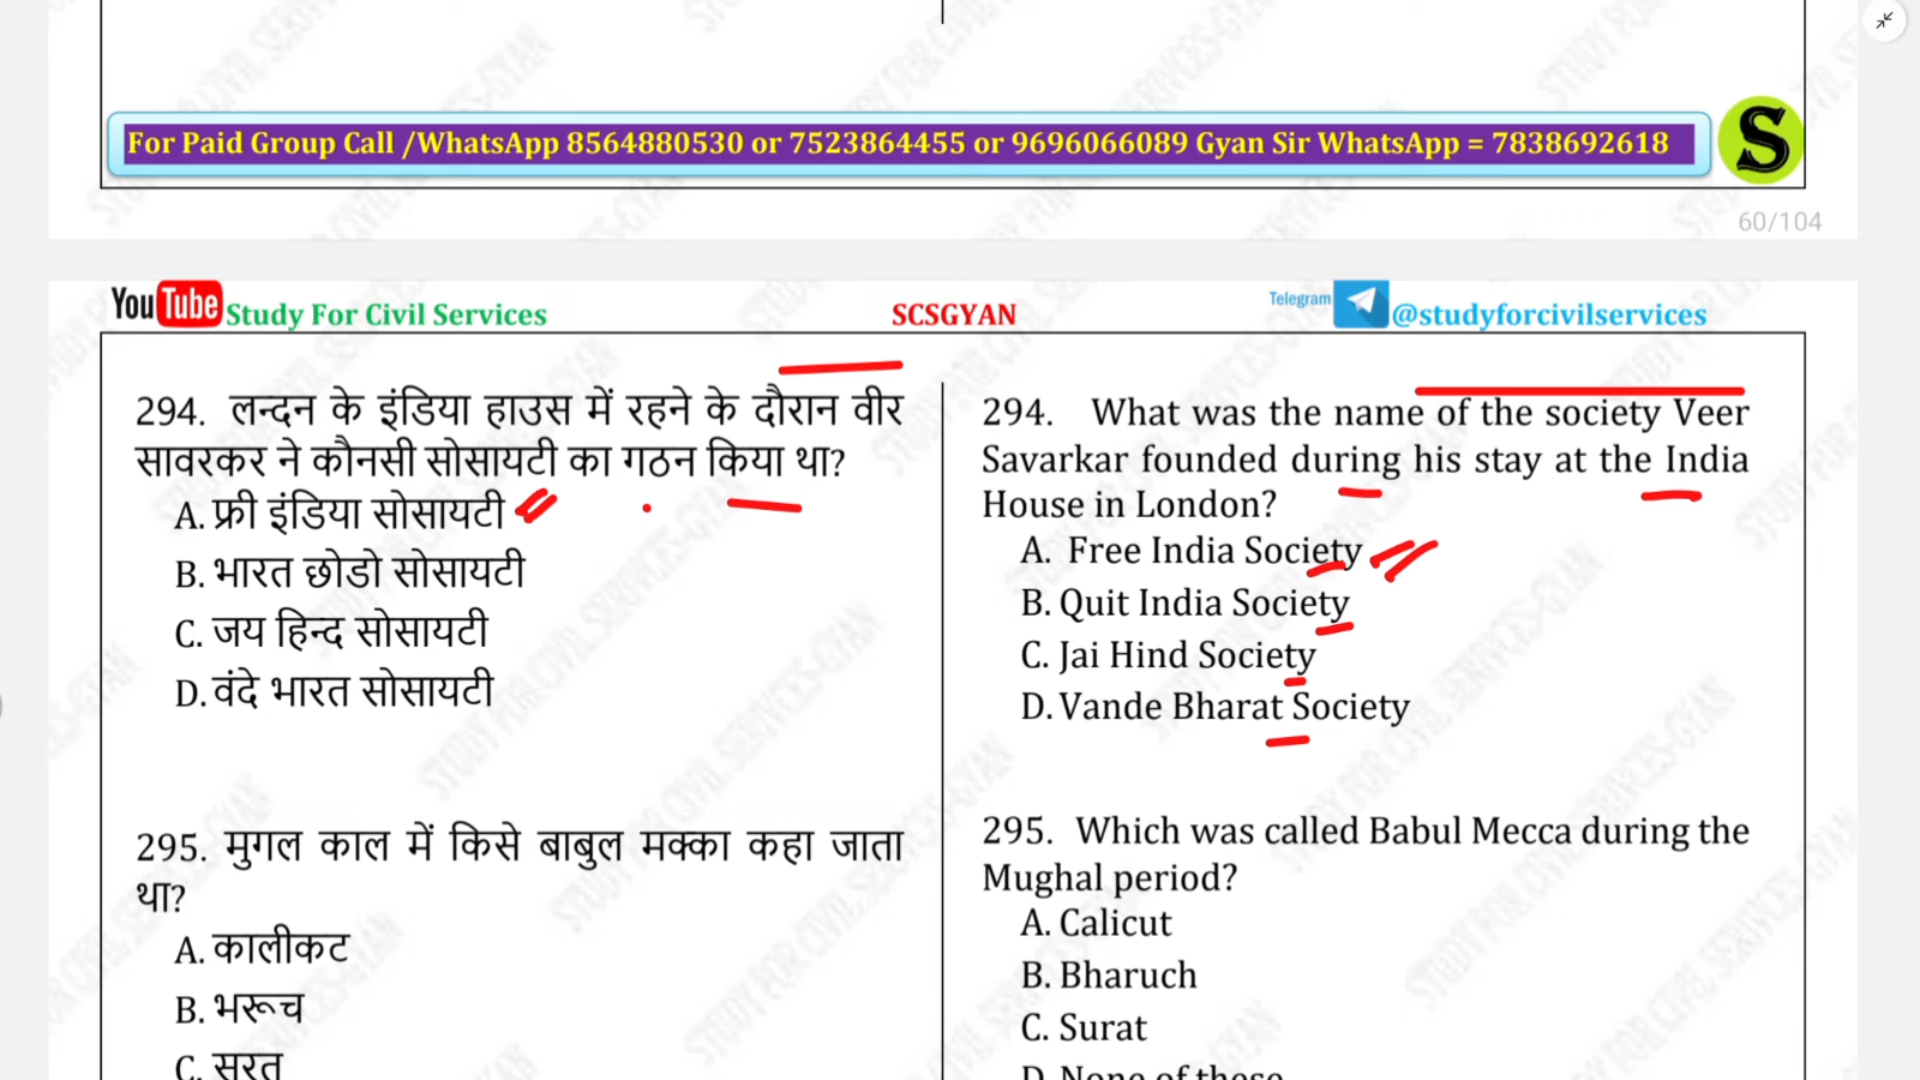 For Paid Group Call /WhatsApp 8564880530 or 7523864455 or 9696066089 Gyan Sir WhatsApp = 7838692618
S
60/104
YouTube Study For Civil Services
SCSGYAN
Telegram @studyforcivilservices
294. लन्दन के इंडिया हाउस में रहने के दौरान वीर
सावरकर ने कौनसी सोसायटी का गठन किया था?
A. फ्री इंडिया सोसायटी
B. भारत छोडो सोसायटी
C. जय हिन्द सोसायटी
D. वंदे भारत सोसायटी
295. मुगल काल में किसे बाबुल मक्का कहा जाता
था?
A. कालीकट
B. भरूच
C. सूरत
294. What was the name of the society Veer
Savarkar founded during his stay at the India
House in London?
A. Free India Society
B. Quit India Society
C. Jai Hind Society
D. Vande Bharat Society
295. Which was called Babul Mecca during the
Mughal period?
A. Calicut
B. Bharuch
C. Surat
D. None of these